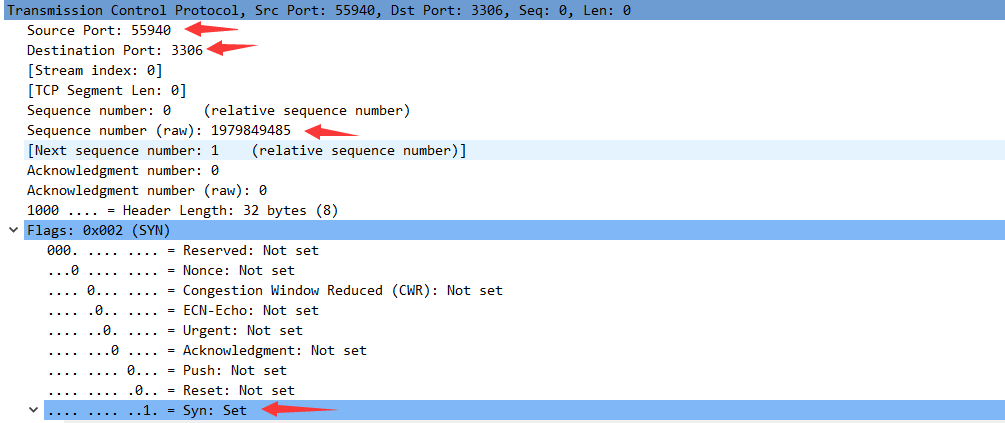 Transmission Control Protocol, Src Port: 55940, Dst Port: 3306, Seq: 0, Len: 0
Source Port: 55940
Destination Port: 3306
[Stream index: 0]
[TCP Segment Len: 0]
Sequence number: 0    (relative sequence number)
Sequence number (raw): 1979849485
[Next sequence number: 1    (relative sequence number)]
Acknowledgment number: 0
Acknowledgment number (raw): 0
1000 .... = Header Length: 32 bytes (8)
Flags: 0x002 (SYN)
000. .... .... = Reserved: Not set
...0 .... .... = Nonce: Not set
.... 0... .... = Congestion Window Reduced (CWR): Not set
.... .0.. .... = ECN-Echo: Not set
.... ..0. .... = Urgent: Not set
.... ...0 .... = Acknowledgment: Not set
.... .... 0... = Push: Not set
.... .... .0.. = Reset: Not set
.... .... ..1. = Syn: Set